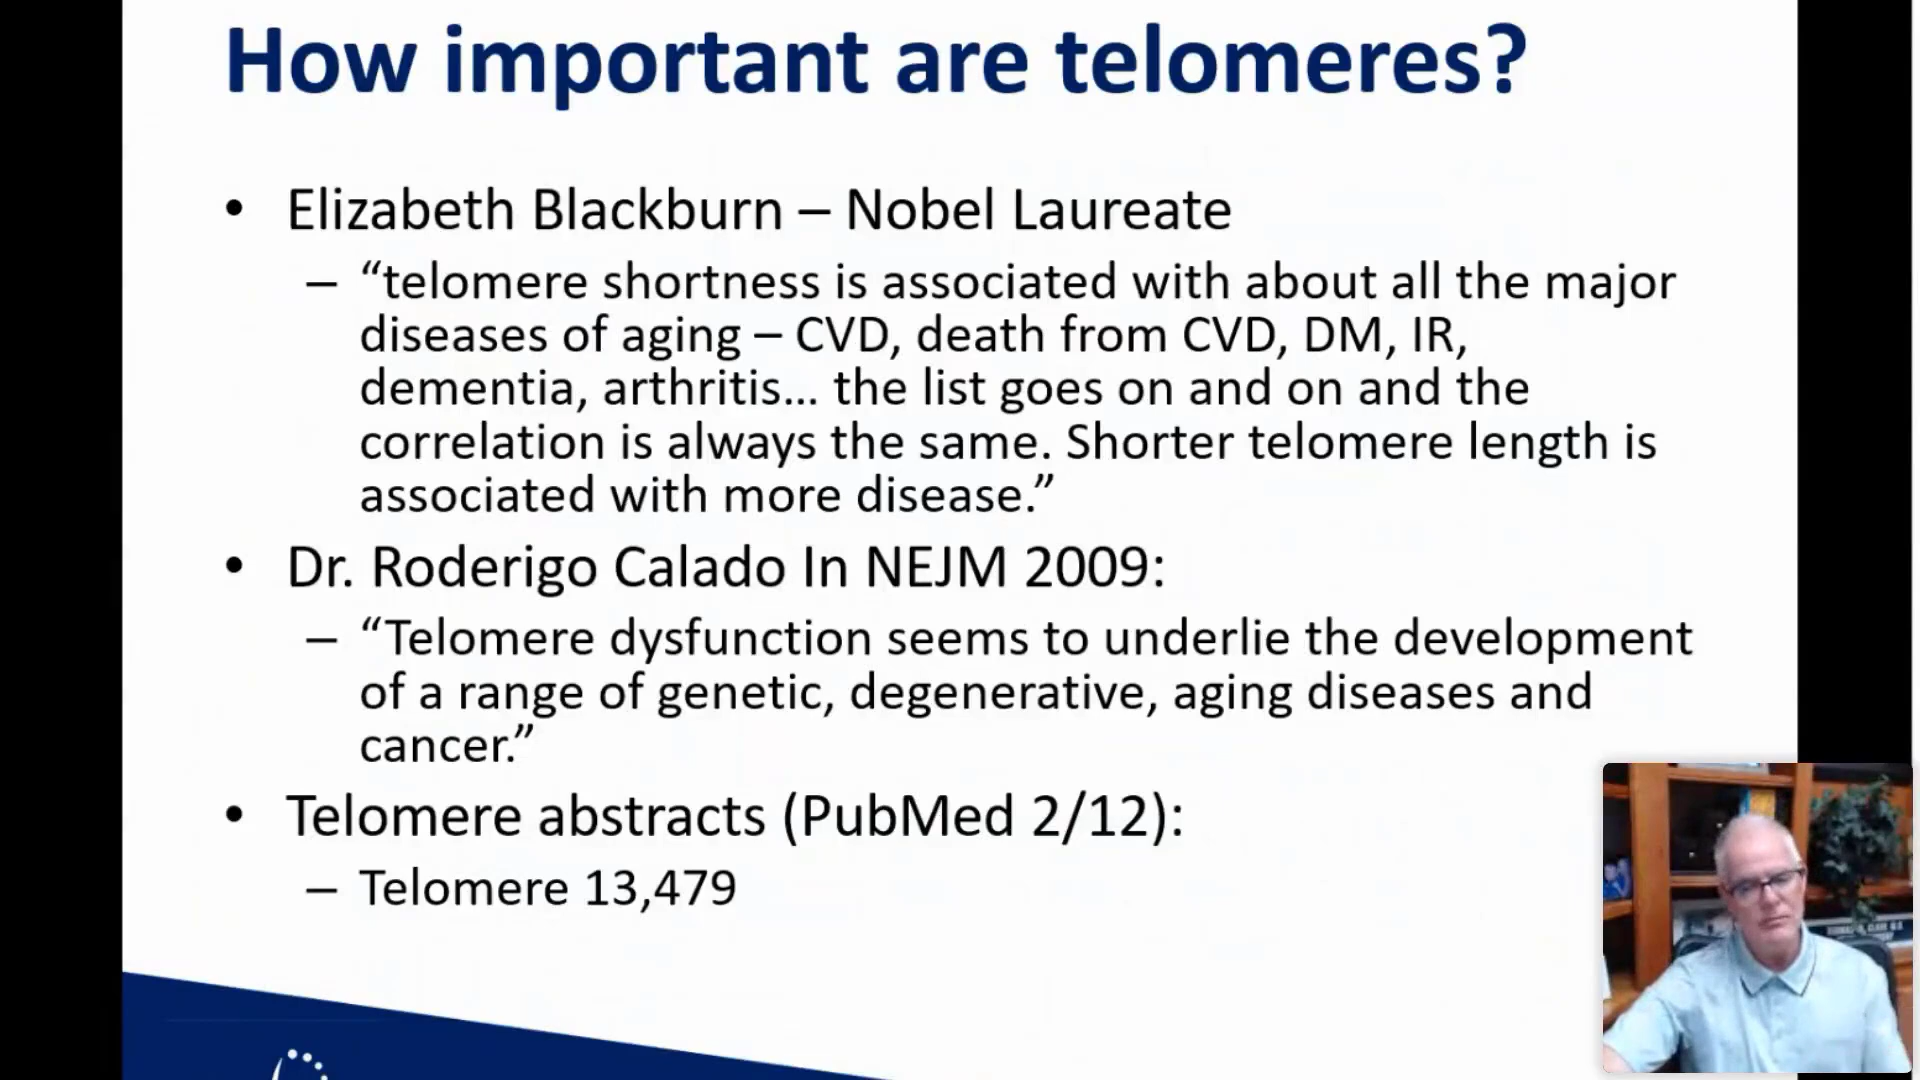 How important are telomeres?
• Elizabeth Blackburn – Nobel Laureate
– “telomere shortness is associated with about all the major
diseases of aging – CVD, death from CVD, DM, IR,
dementia, arthritis... the list goes on and on and the
correlation is always the same. Shorter telomere length is
associated with more disease.”
• Dr. Roderigo Calado In NEJM 2009:
– “Telomere dysfunction seems to underlie the development
of a range of genetic, degenerative, aging diseases and
cancer.”
• Telomere abstracts (PubMed 2/12):
– Telomere 13,479